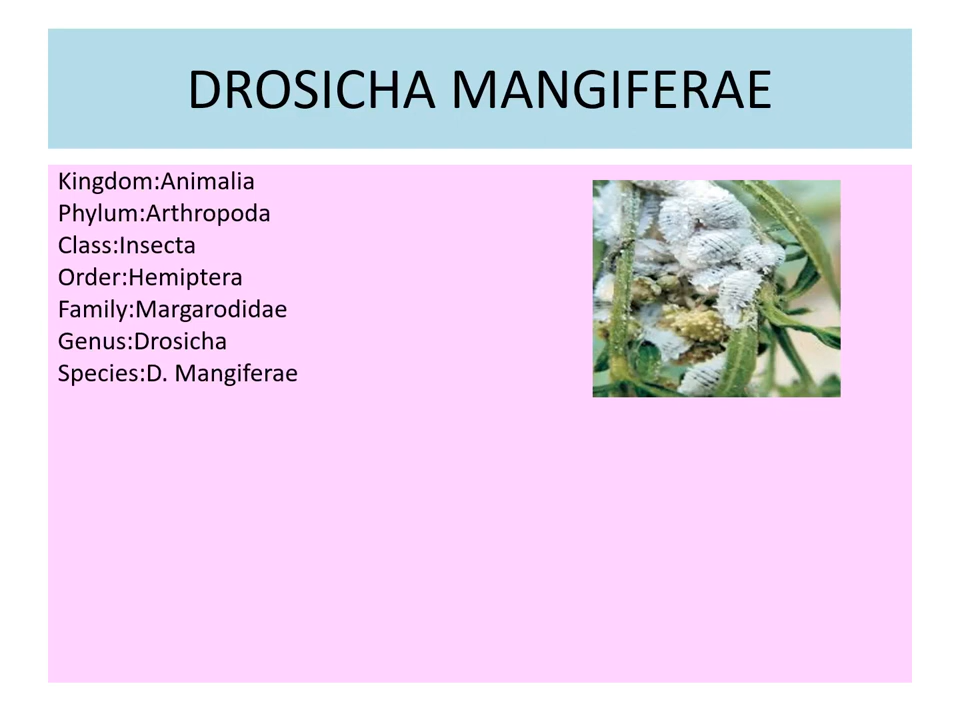 DROSICHA MANGIFERAE
Kingdom:Animalia
Phylum:Arthropoda
Class:Insecta
Order:Hemiptera
Family:Margarodidae
Genus:Drosicha
Species:D. Mangiferae